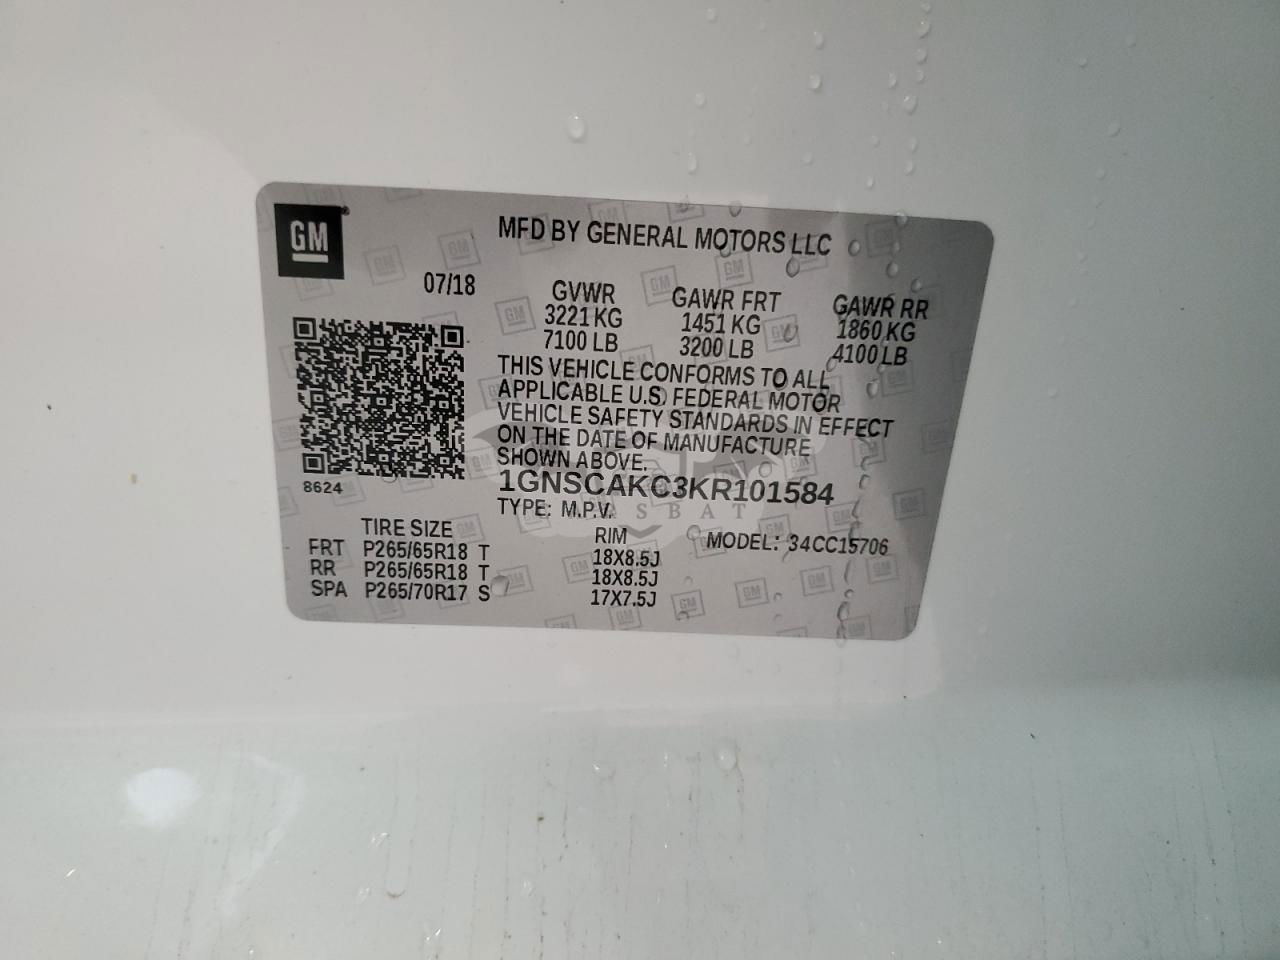 GM
MFD BY GENERAL MOTORS LLC
07/18
GVWR GAWR FRT GAWR RR
3221 KG 1451 KG 1860 KG
7100 LB 3200 LB 4100 LB
THIS VEHICLE CONFORMS TO ALL
APPLICABLE U.S. FEDERAL MOTOR
VEHICLE SAFETY STANDARDS IN EFFECT
ON THE DATE OF MANUFACTURE
SHOWN ABOVE.
8624
1GNSCAKC3KR101584
TYPE: M.P.V.
ASBAT
TIRE SIZE RIM MODEL: 34CC15706
FRT P265/65R18 T 18X8.5J
RR P265/65R18 T 18X8.5J
SPA P265/70R17 S 17X7.5J